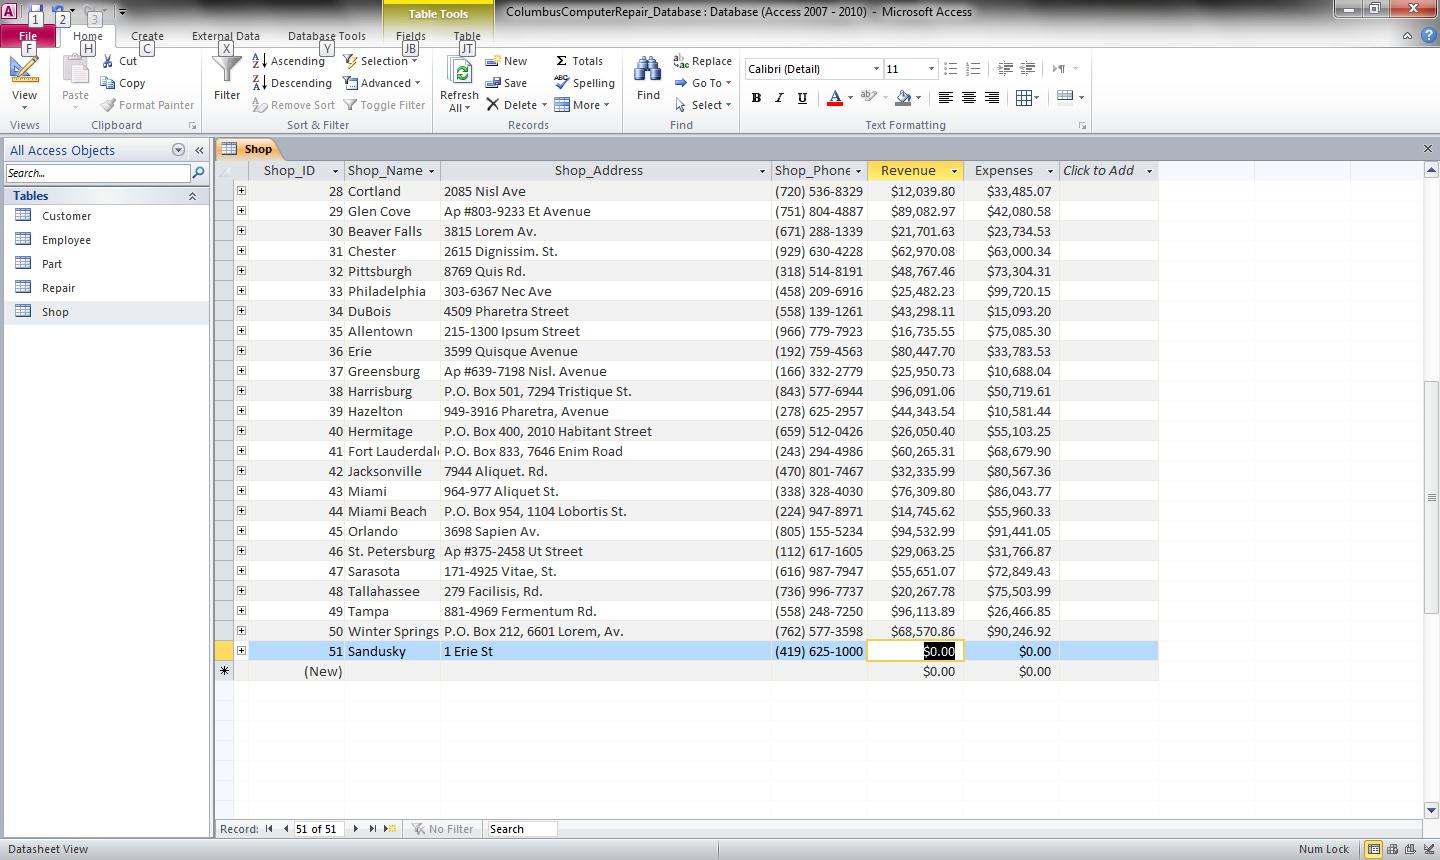 ColumbusComputerRepair_Database : Database (Access 2007 - 2010) - Microsoft Access
Table Tools
1 2 3
File Home Create External Data Database Tools Fields Table
F H C X Y JB JT
View
Views
Paste
Cut
Copy
Format Painter
Clipboard
Filter
Ascending
Descending
Remove Sort
Selection
Advanced
Toggle Filter
Sort & Filter
Refresh All
New
Save
Delete
Totals
Spelling
More
Records
Find
Replace
Go To
Select
Find
Calibri (Detail) 11
B I U A
Text Formatting
All Access Objects
Search...
Tables
Customer
Employee
Part
Repair
Shop
Shop
Shop_ID Shop_Name Shop_Address Shop_Phone Revenue Expenses Click to Add
28 Cortland 2085 Nisl Ave (720) 536-8329 $12,039.80 $33,485.07
29 Glen Cove Ap #803-9233 Et Avenue (751) 804-4887 $89,082.97 $42,080.58
30 Beaver Falls 3815 Lorem Av. (671) 288-1339 $21,701.63 $23,734.53
31 Chester 2615 Dignissim. St. (929) 630-4228 $62,970.08 $63,000.34
32 Pittsburgh 8769 Quis Rd. (318) 514-8191 $48,767.46 $73,304.31
33 Philadelphia 303-6367 Nec Ave (458) 209-6916 $25,482.23 $99,720.15
34 DuBois 4509 Pharetra Street (558) 139-1261 $43,298.11 $15,093.20
35 Allentown 215-1300 Ipsum Street (966) 779-7923 $16,735.55 $75,085.30
36 Erie 3599 Quisque Avenue (192) 759-4563 $80,447.70 $33,783.53
37 Greensburg Ap #639-7198 Nisl. Avenue (166) 332-2779 $25,950.73 $10,688.04
38 Harrisburg P.O. Box 501, 7294 Tristique St. (843) 577-6944 $96,091.06 $50,719.61
39 Hazelton 949-3916 Pharetra, Avenue (278) 625-2957 $44,343.54 $10,581.44
40 Hermitage P.O. Box 400, 2010 Habitant Street (659) 512-0426 $26,050.40 $55,103.25
41 Fort Lauderdale P.O. Box 833, 7646 Enim Road (243) 294-4986 $60,265.31 $68,679.90
42 Jacksonville 7944 Aliquet. Rd. (470) 801-7467 $32,335.99 $80,567.36
43 Miami 964-977 Aliquet St. (338) 328-4030 $76,309.80 $86,043.77
44 Miami Beach P.O. Box 954, 1104 Lobortis St. (224) 947-8971 $14,745.62 $55,960.33
45 Orlando 3698 Sapien Av. (805) 155-5234 $94,532.99 $91,441.05
46 St. Petersburg Ap #375-2458 Ut Street (112) 617-1605 $29,063.25 $31,766.87
47 Sarasota 171-4925 Vitae, St. (616) 987-7947 $55,651.07 $72,849.43
48 Tallahassee 279 Facilisis, Rd. (736) 996-7737 $20,267.78 $75,503.99
49 Tampa 881-4969 Fermentum Rd. (558) 248-7250 $96,113.89 $26,466.85
50 Winter Springs P.O. Box 212, 6601 Lorem, Av. (762) 577-3598 $68,570.86 $90,246.92
51 Sandusky 1 Erie St (419) 625-1000 $0.00 $0.00
(New) $0.00 $0.00
Record: 51 of 51 No Filter Search
Datasheet View Num Lock